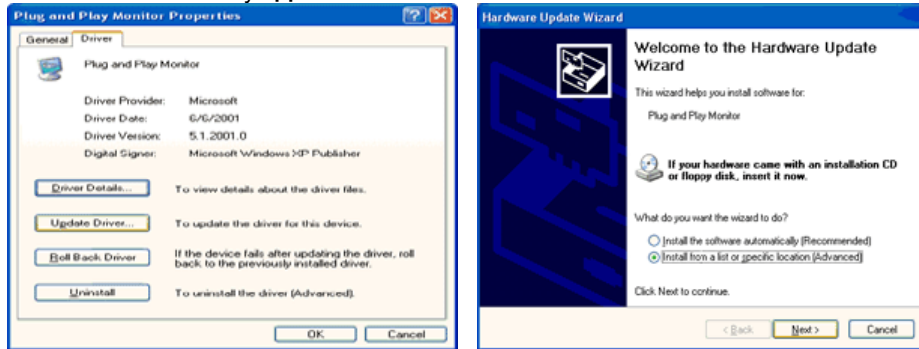 Plug and Play Monitor Properties
General Driver
Plug and Play Monitor
Driver Provider: Microsoft
Driver Date: 6/6/2001
Driver Version: 5.1.2001.0
Digital Signer: Microsoft Windows XP Publisher
Driver Details... To view details about the driver files.
Update Driver... To update the driver for this device.
Roll Back Driver If the device fails after updating the driver, roll
back to the previously installed driver.
Uninstall To uninstall the driver (Advanced).
OK Cancel
Hardware Update Wizard
Welcome to the Hardware Update
Wizard
This wizard helps you install software for:
Plug and Play Monitor
If your hardware came with an installation CD
or floppy disk, insert it now.
What do you want the wizard to do?
Install the software automatically (Recommended)
Install from a list or specific location (Advanced)
Click Next to continue.
< Back Next > Cancel